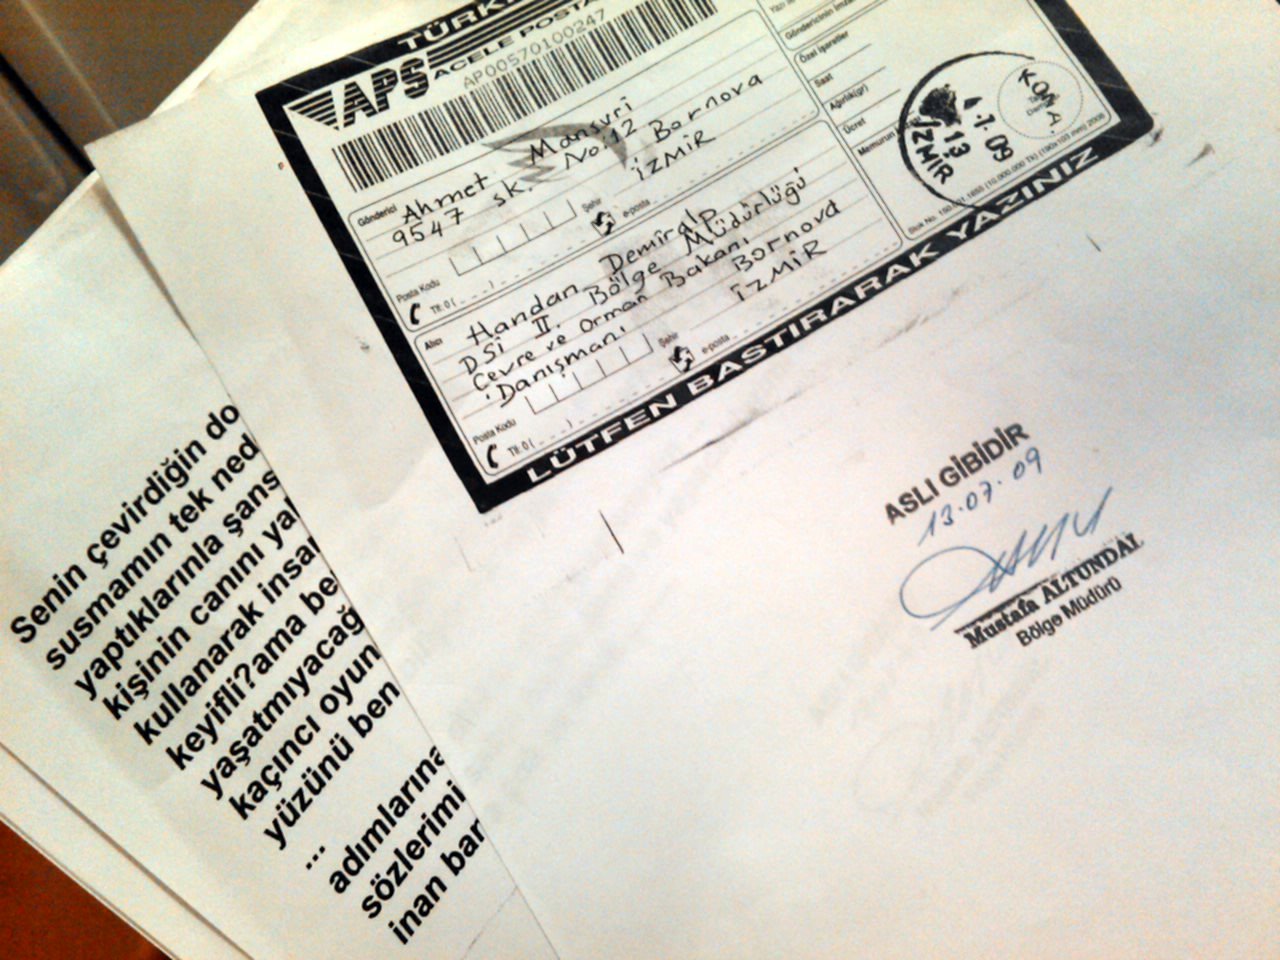 TÜRK
APS ACELE POSTA
AP00570100247
Gönderici
Ahmet Mansuri
9547 sk. No:12 Bornova
İZMİR
Posta Kodu
Şehir
Tlf. 0 (
e-posta
Alıcı
Handan Demiralp
DSİ II. Bölge Müdürlüğü
Çevre ve Orman Bakanı Bornova
Danışmanı İZMİR
Posta Kodu
Şehir
Tlf. 0 (
e-posta
Göndericinin İmzası
Özel İşaretler
Saat
Ağırlık(gr)
Ücret
Memurun
13 7.09
İZMİR
LÜTFEN BASTIRARAK YAZINIZ
ASLI GİBİDİR
13.07.09
Mustafa ALTUNDAL
Bölge Müdürü
Senin çevirdiğin do
susmamın tek ned
yaptıklarınla şans
kişinin canını ya
kullanarak insa
keyifli?ama be
yaşatmıyacağ
kaçıncı oyun
yüzünü ben
...
adımlarına
sözlerimi
inan bar